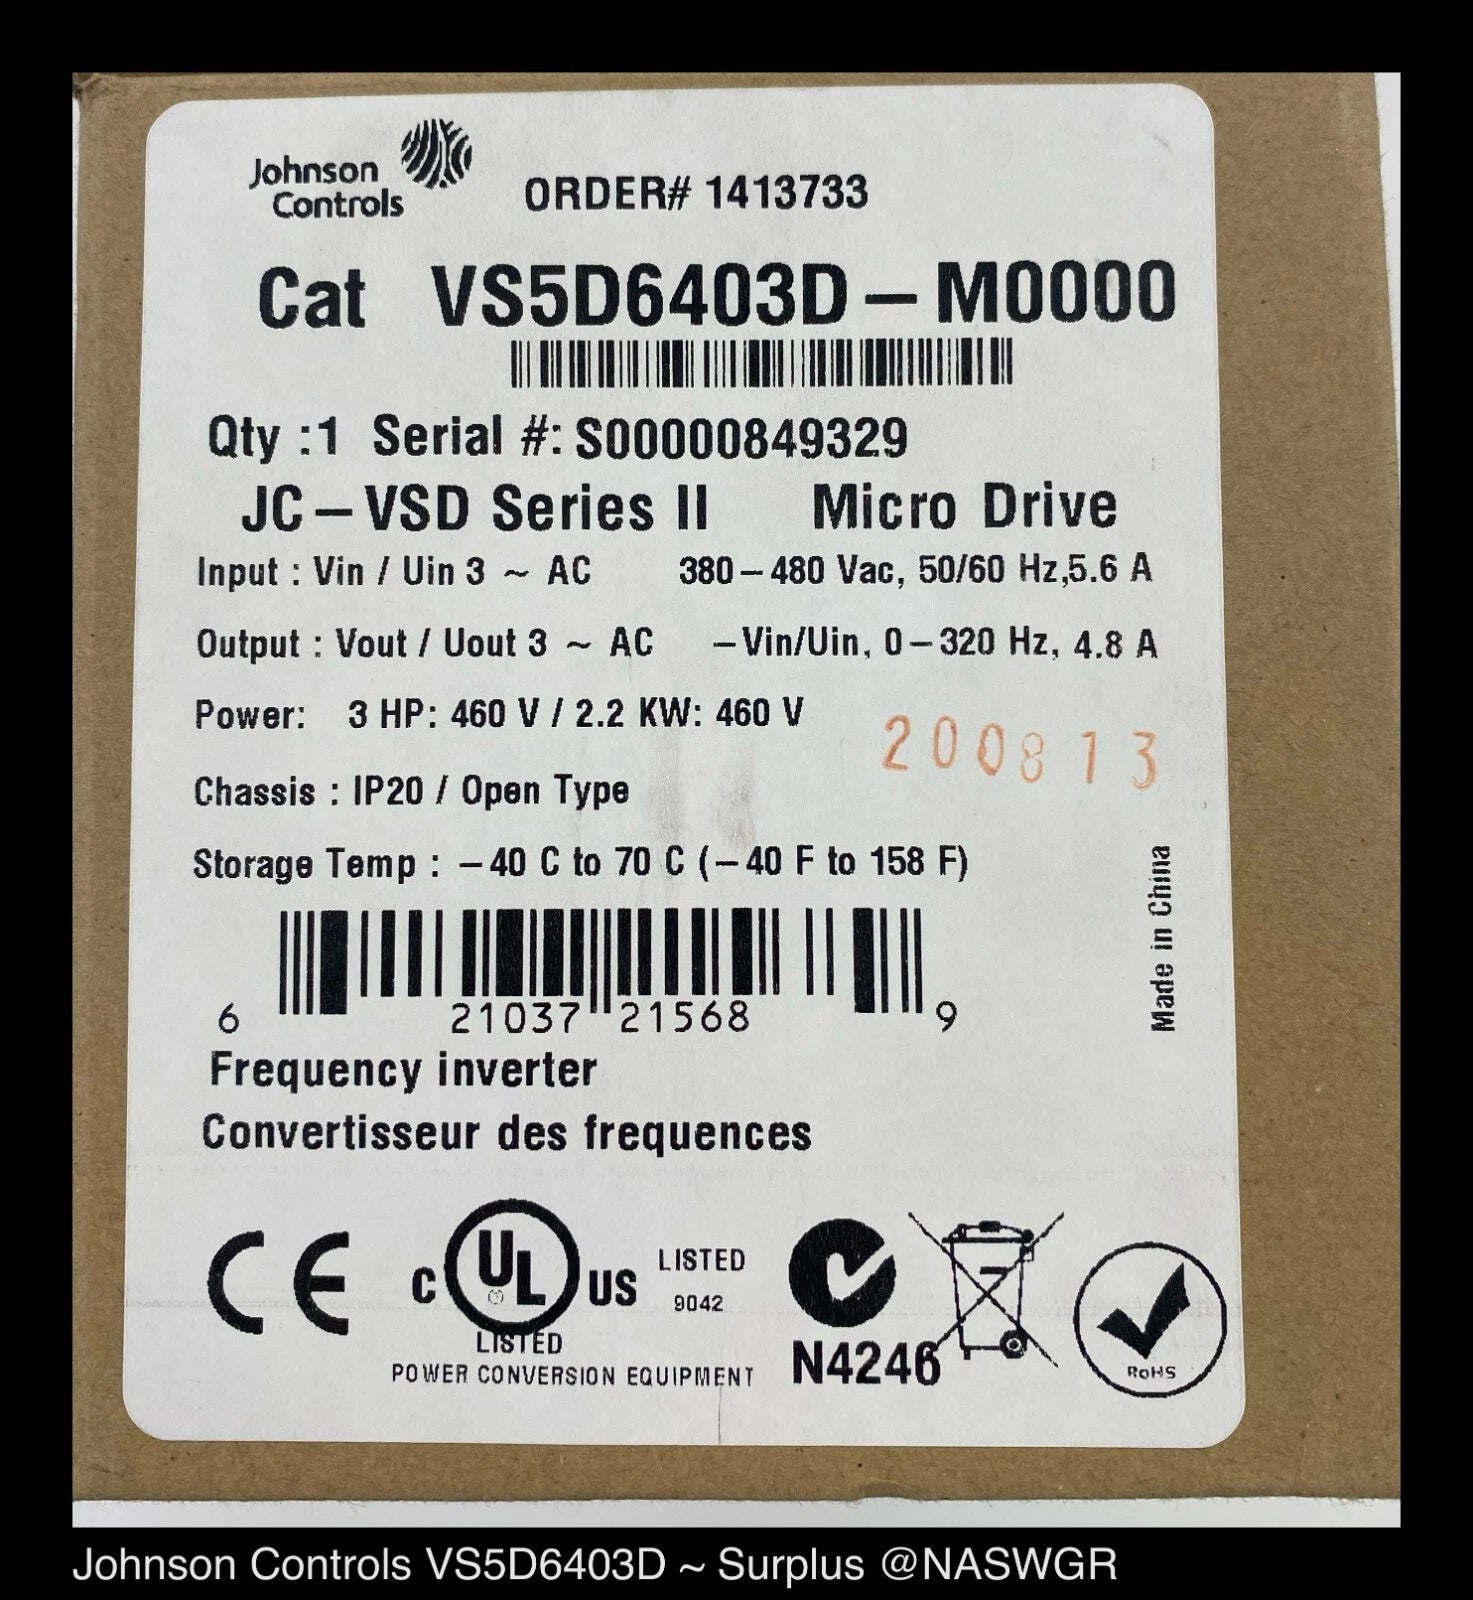 Johnson
Controls
ORDER# 1413733
Cat VS5D6403D – M0000
Qty :1 Serial #: S00000849329
JC – VSD Series II Micro Drive
Input : Vin / Uin 3 ~ AC 380 – 480 Vac, 50/60 Hz,5.6 A
Output : Vout / Uout 3 ~ AC – Vin/Uin, 0 – 320 Hz, 4.8 A
Power: 3 HP: 460 V / 2.2 KW: 460 V
200813
Chassis : IP20 / Open Type
Storage Temp : – 40 C to 70 C (– 40 F to 158 F)
Made in China
6 21037 21568 9
Frequency inverter
Convertisseur des frequences
CE
C UL US LISTED
9042
LISTED
POWER CONVERSION EQUIPMENT
N4246
RoHS
Johnson Controls VS5D6403D ~ Surplus @NASWGR